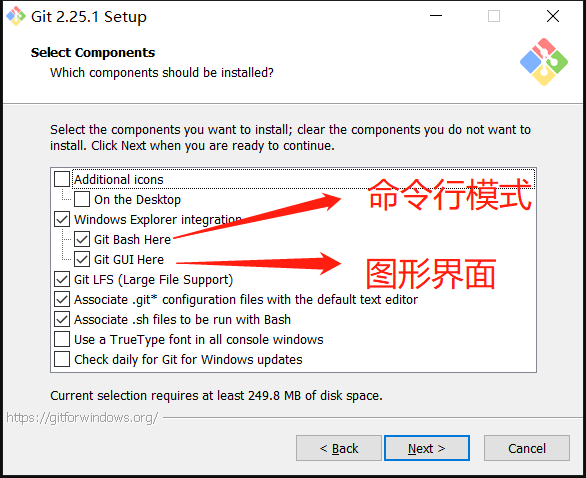 Git 2.25.1 Setup
Select Components
Which components should be installed?
Select the components you want to install; clear the components you do not want to
install. Click Next when you are ready to continue.
Additional icons
On the Desktop
Windows Explorer integration
命令行模式
Git Bash Here
Git GUI Here
图形界面
Git LFS (Large File Support)
Associate .git* configuration files with the default text editor
Associate .sh files to be run with Bash
Use a TrueType font in all console windows
Check daily for Git for Windows updates
Current selection requires at least 249.8 MB of disk space.
https://gitforwindows.org/
< Back
Next >
Cancel